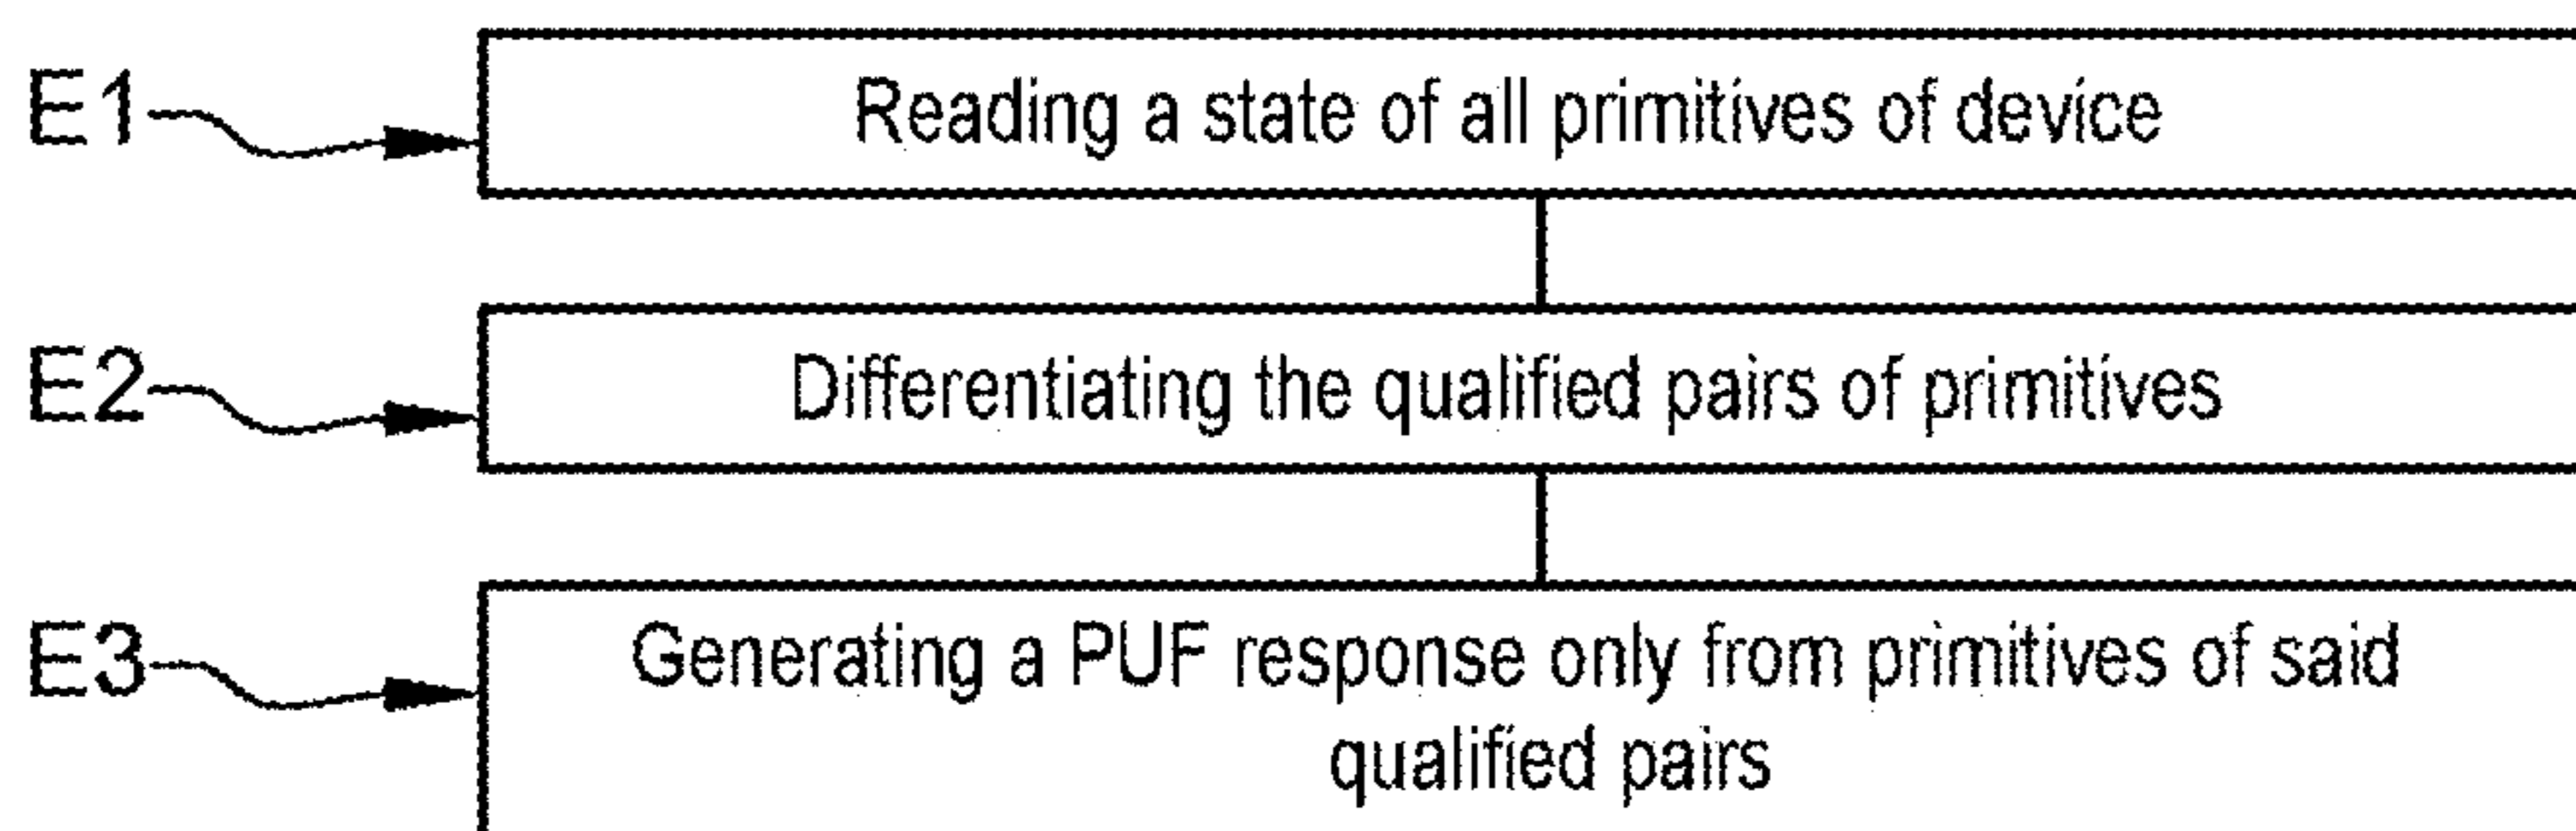 E1
Reading a state of all primitives of device
E2
Differentiating the qualified pairs of primitives
E3
Generating a PUF response only from primitives of said
qualified pairs